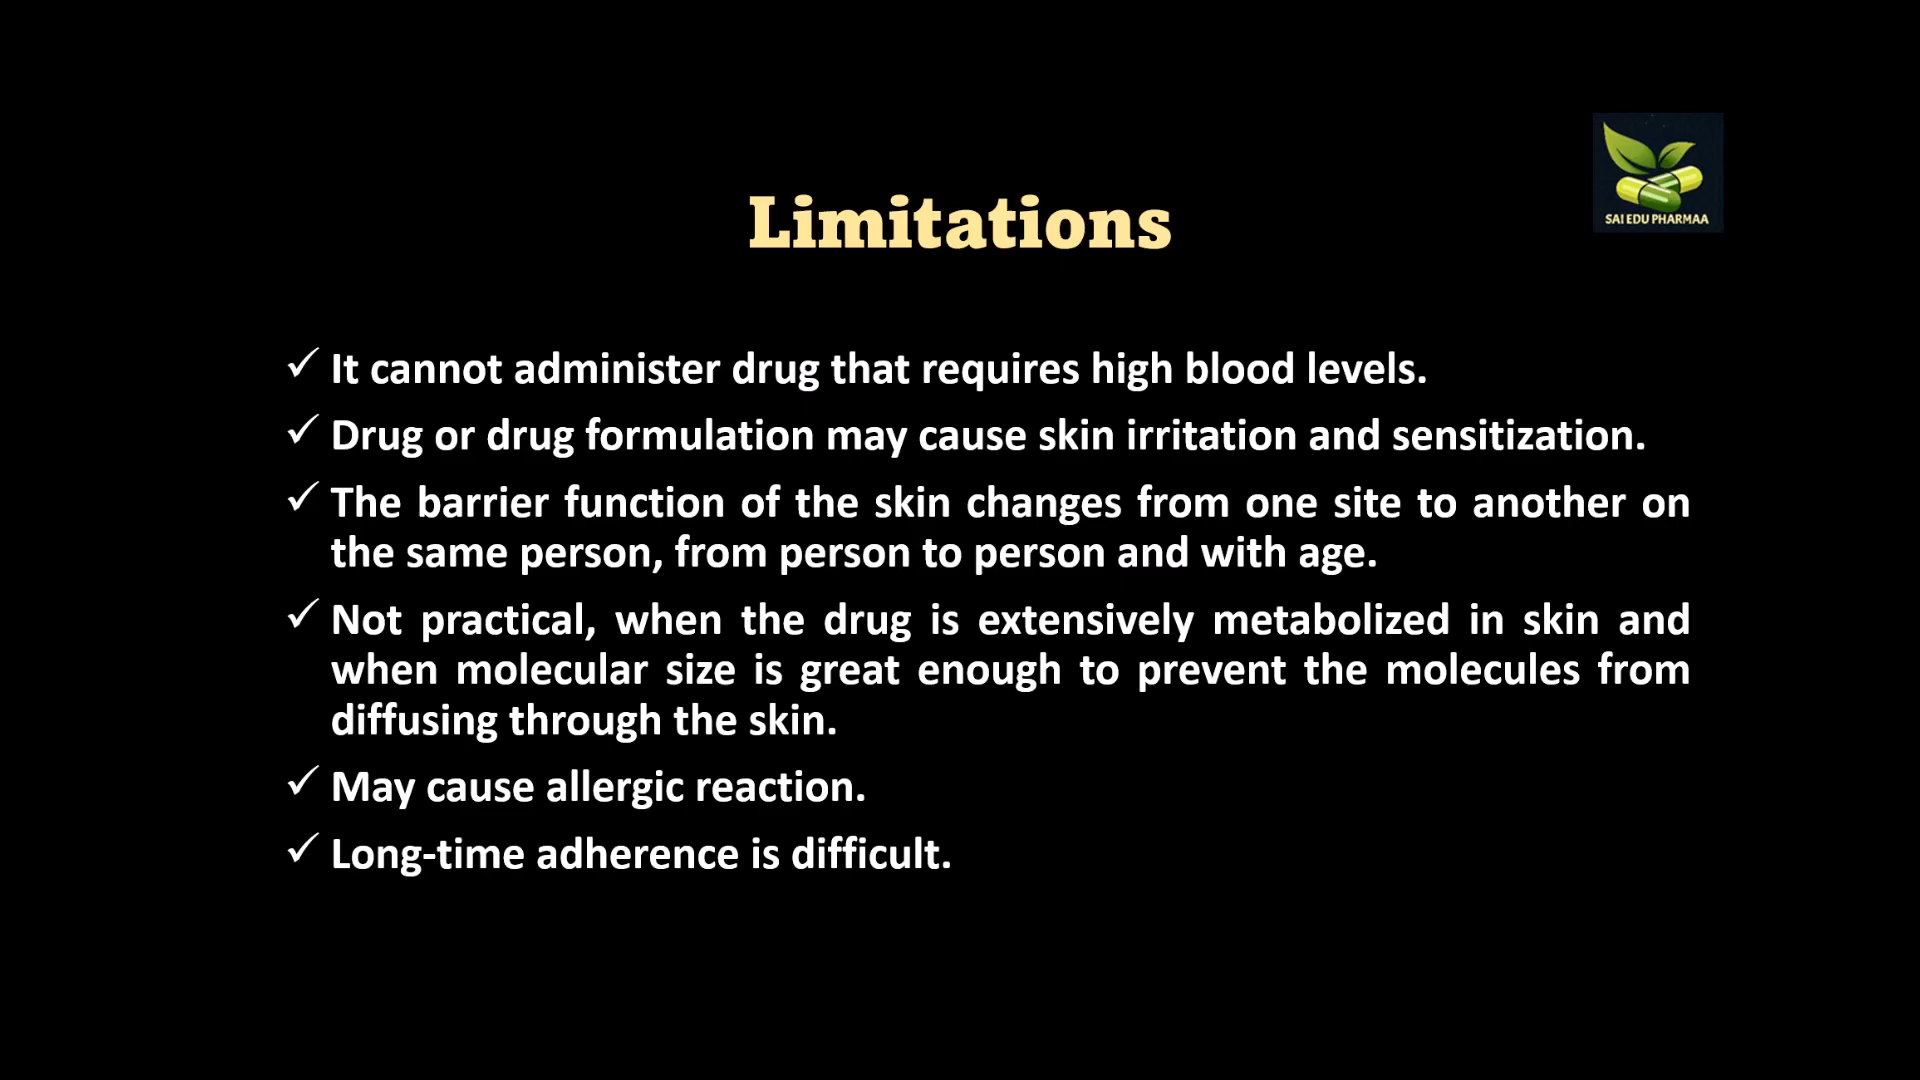 SAI EDU PHARMAA
Limitations
✓ It cannot administer drug that requires high blood levels.
✓ Drug or drug formulation may cause skin irritation and sensitization.
✓ The barrier function of the skin changes from one site to another on
the same person, from person to person and with age.
✓ Not practical, when the drug is extensively metabolized in skin and
when molecular size is great enough to prevent the molecules from
diffusing through the skin.
✓ May cause allergic reaction.
✓ Long-time adherence is difficult.